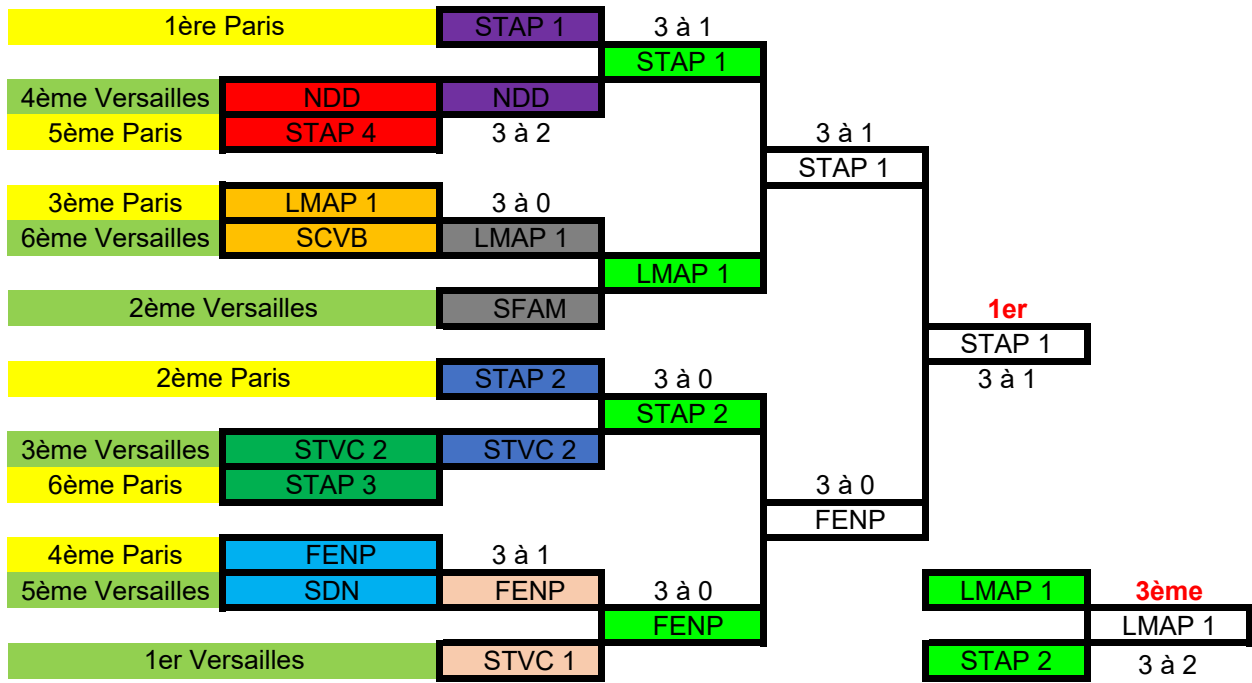 1ère Paris STAP 1 3 à 1
STAP 1
4ème Versailles NDD NDD
5ème Paris STAP 4 3 à 2 3 à 1
STAP 1
3ème Paris LMAP 1 3 à 0
6ème Versailles SCVB LMAP 1
LMAP 1
2ème Versailles SFAM 1er
STAP 1
2ème Paris STAP 2 3 à 0 3 à 1
STAP 2
3ème Versailles STVC 2 STVC 2
6ème Paris STAP 3 3 à 0
FENP
4ème Paris FENP 3 à 1
5ème Versailles SDN FENP 3 à 0 LMAP 1 3ème
FENP LMAP 1
1er Versailles STVC 1 STAP 2 3 à 2